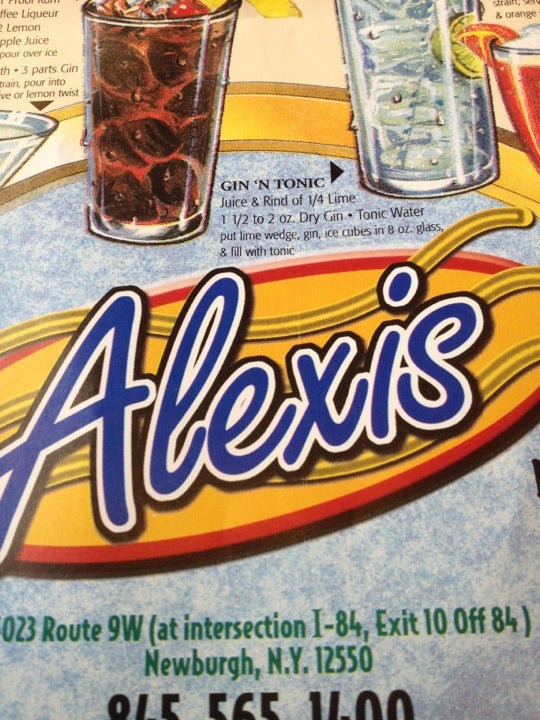 ffee Liqueur
2 Lemon
pple Juice
pour over ice
th • 3 parts Gin
train, pour into
ve or lemon twist
strain, serv
& orange
GIN 'N TONIC
Juice & Rind of 1/4 Lime
1 1/2 to 2 oz. Dry Gin • Tonic Water
put lime wedge, gin, ice cubes in 8 oz. glass,
& fill with tonic
Alexis
023 Route 9W (at intersection I-84, Exit 10 Off 84)
Newburgh, N.Y. 12550
845 565 1400